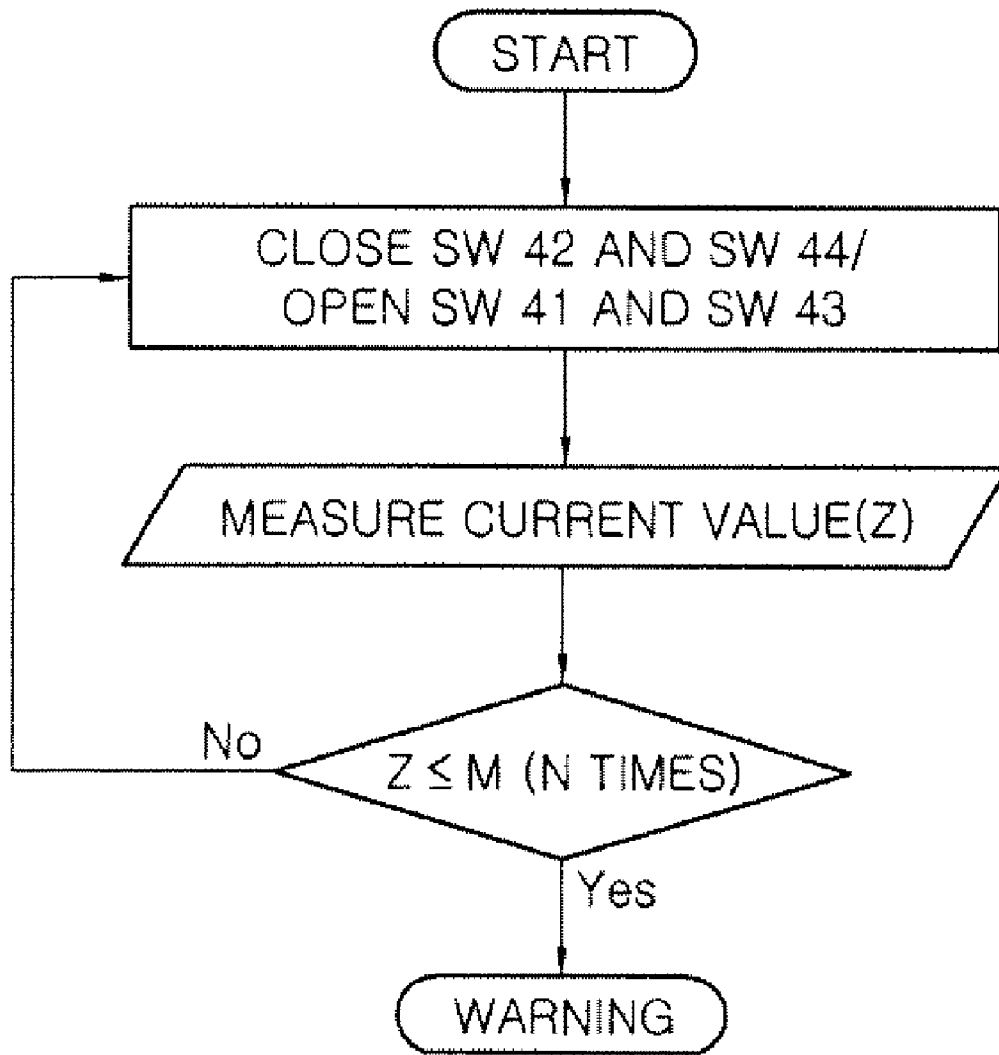 START
CLOSE SW 42 AND SW 44/
OPEN SW 41 AND SW 43
MEASURE CURRENT VALUE(Z)
No
Z ≤ M (N TIMES)
Yes
WARNING